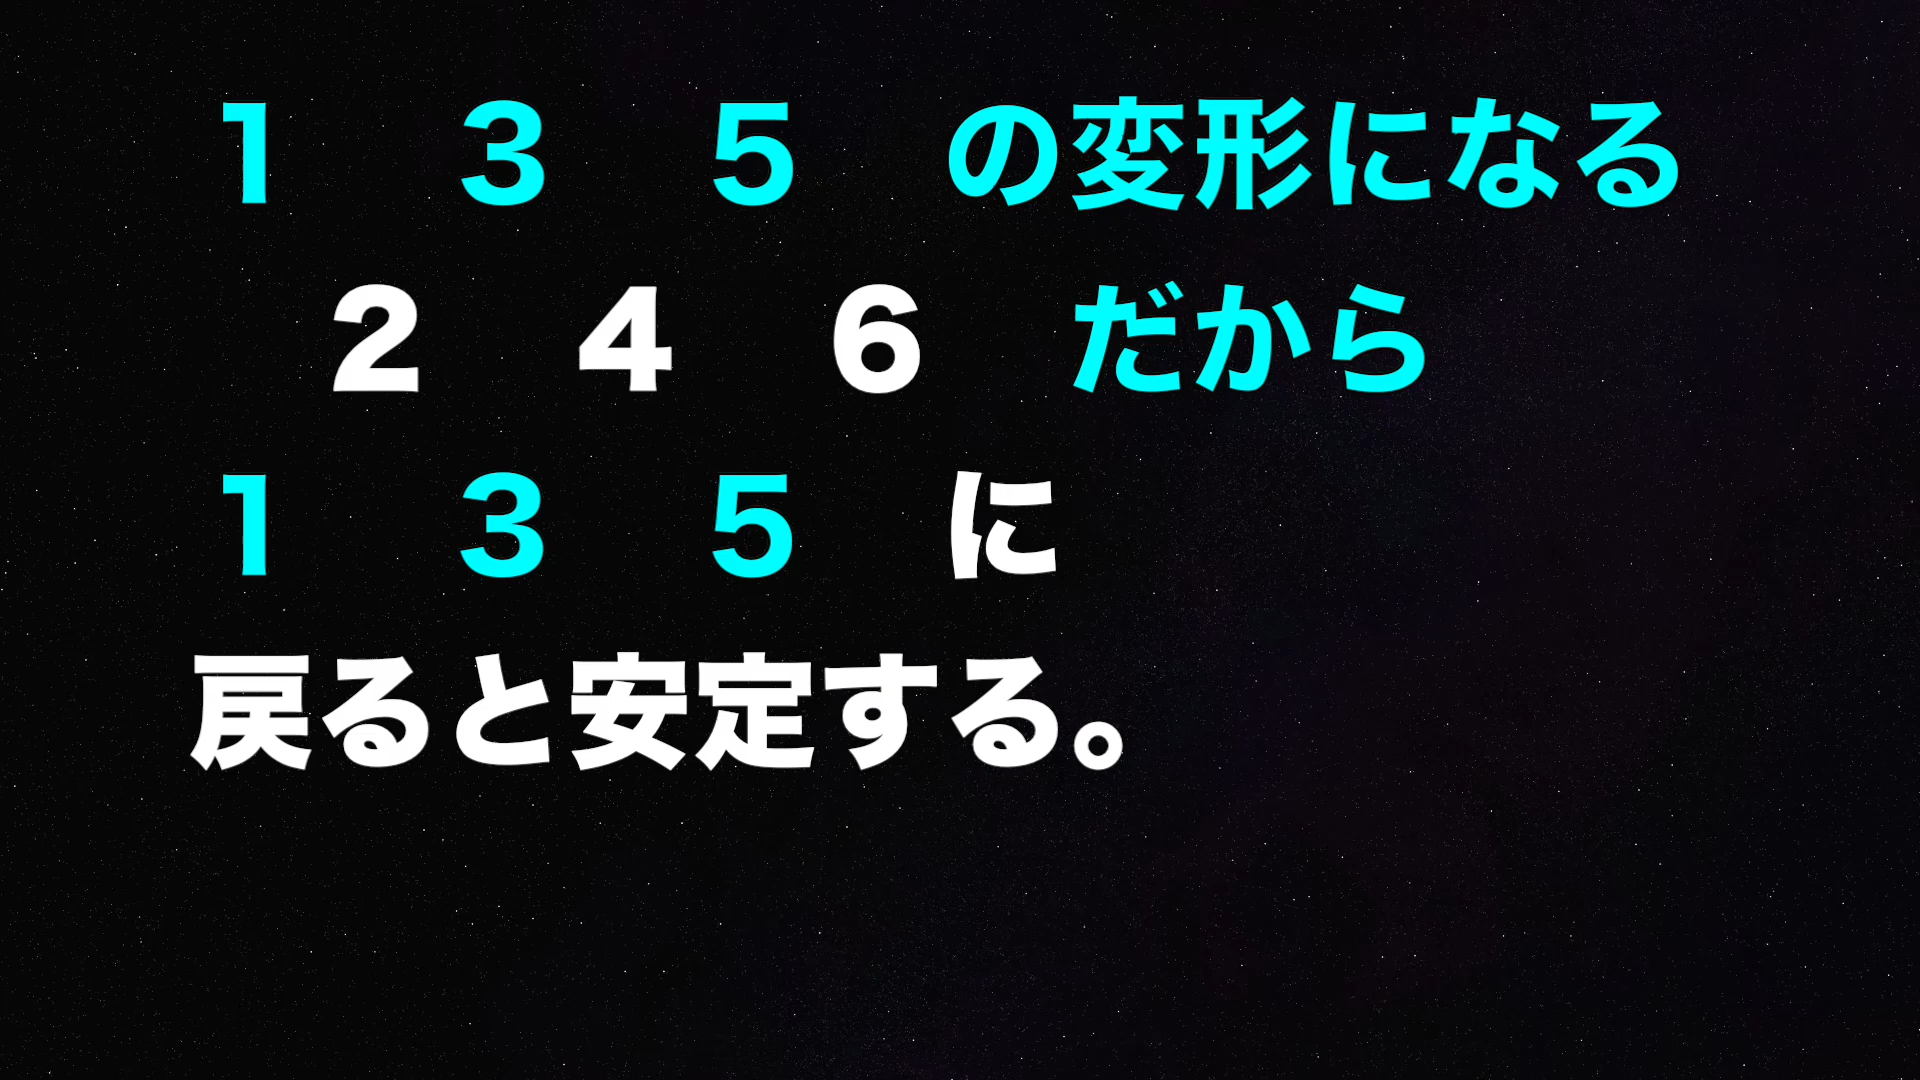 １　３　５　の変形になる
２　４　６　だから
１　３　５　に
戻ると安定する。